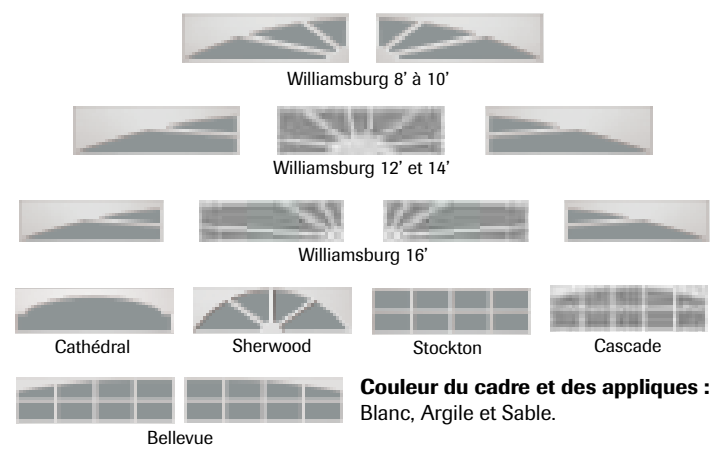 Williamsburg 8' à 10'
Williamsburg 12' et 14'
Williamsburg 16'
Cathédral
Sherwood
Stockton
Cascade
Bellevue
Couleur du cadre et des appliques :
Blanc, Argile et Sable.